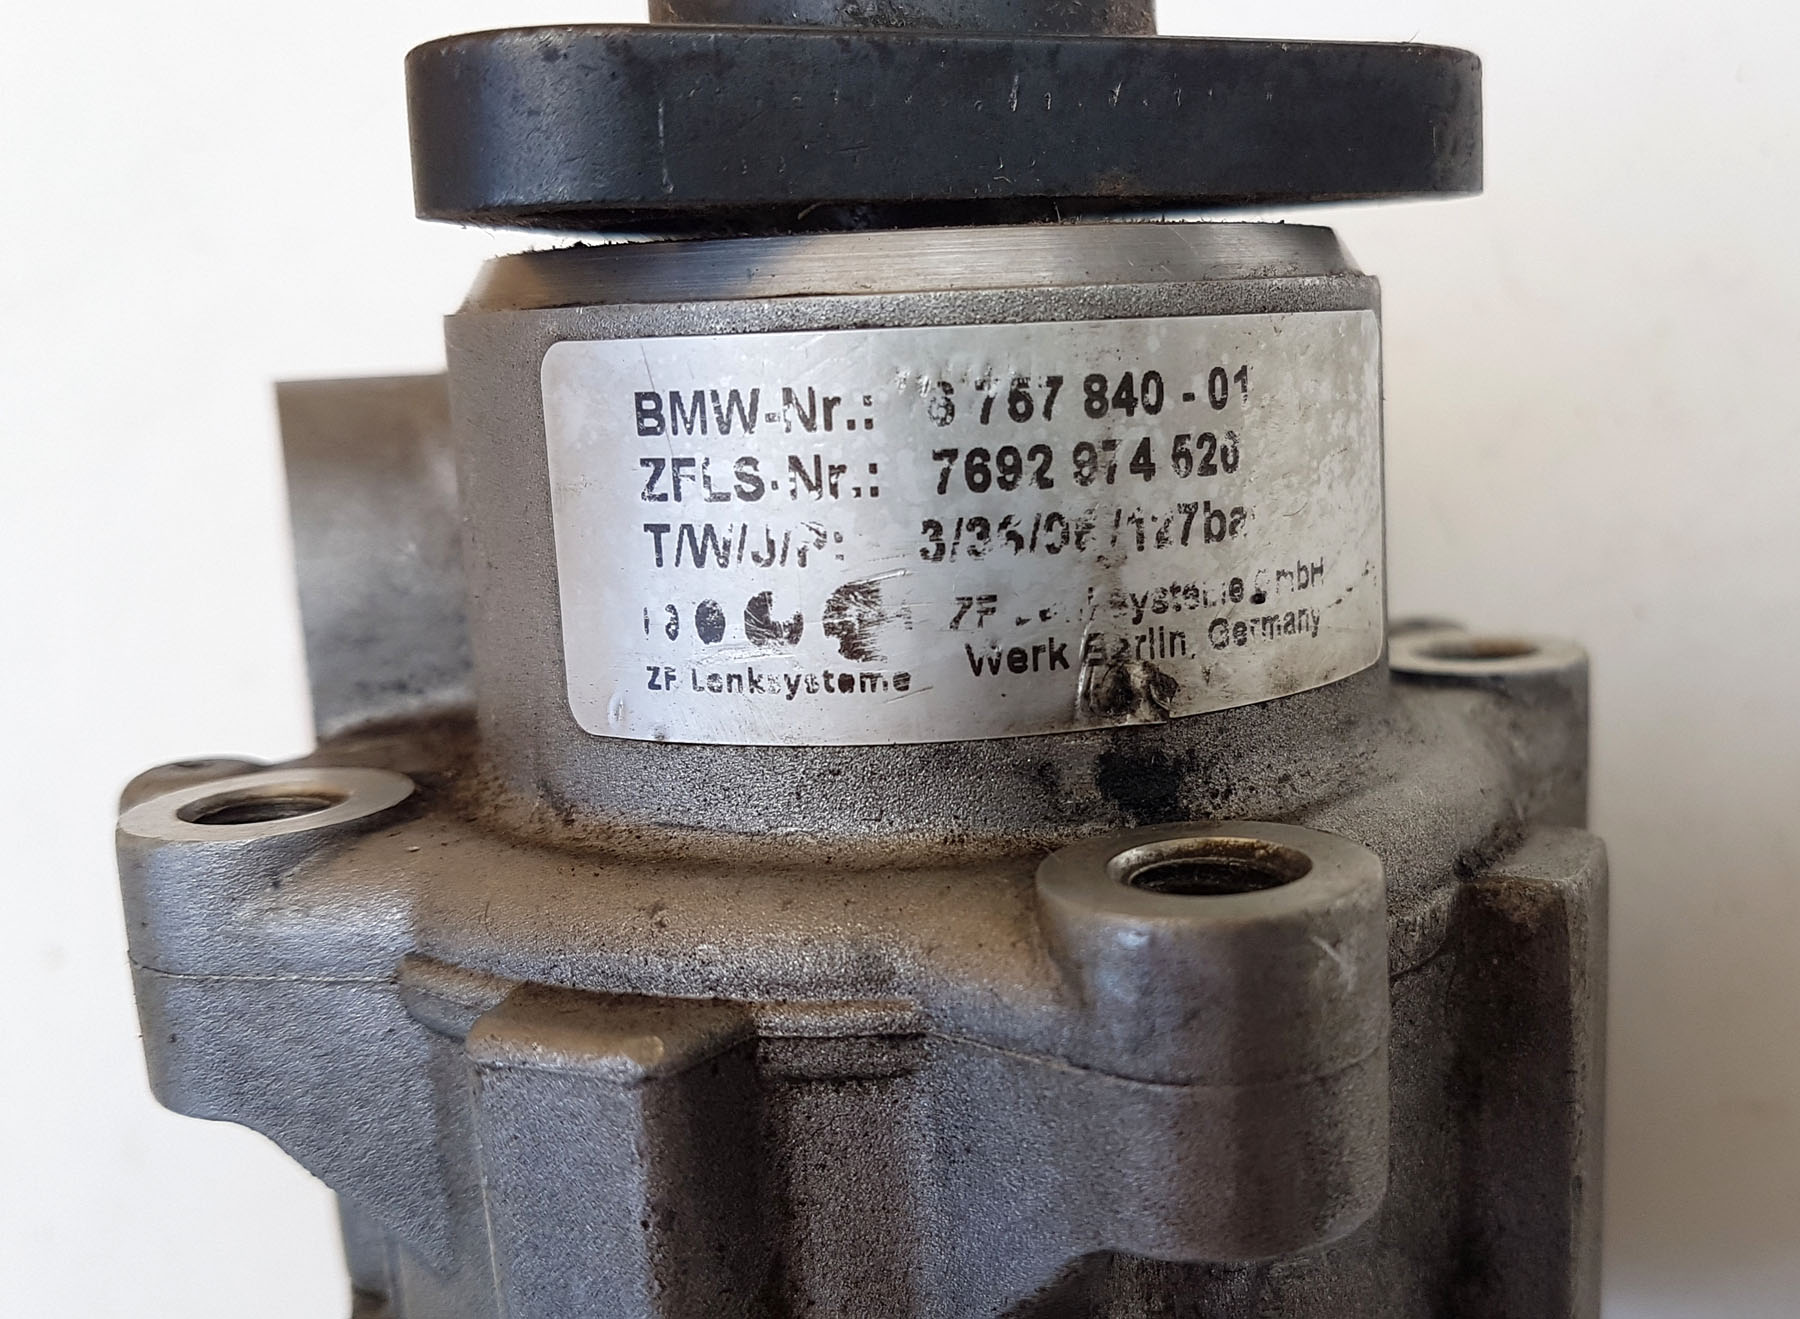 BMW-Nr.: 6 767 840 - 01
ZFLS-Nr.: 7692 974 526
T/W/J/P: 3/36/06/127bar
ZF Lenksysteme GmbH
Werk Berlin, Germany
ZF Lenksysteme